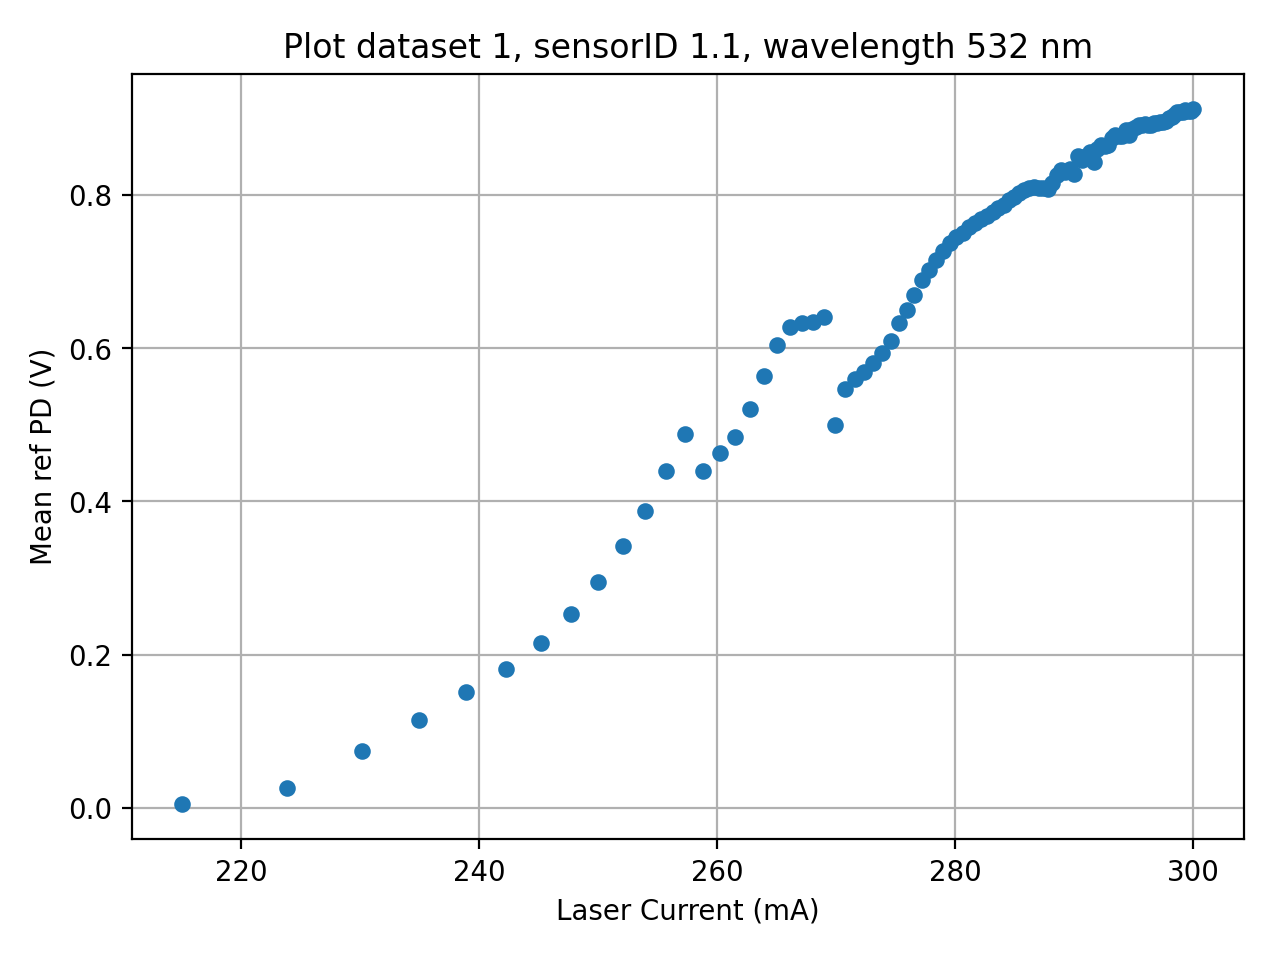 Plot dataset 1, sensorID 1.1, wavelength 532 nm
Mean ref PD (V)
0.8
0.6
0.4
0.2
0.0
220 240 260 280 300
Laser Current (mA)